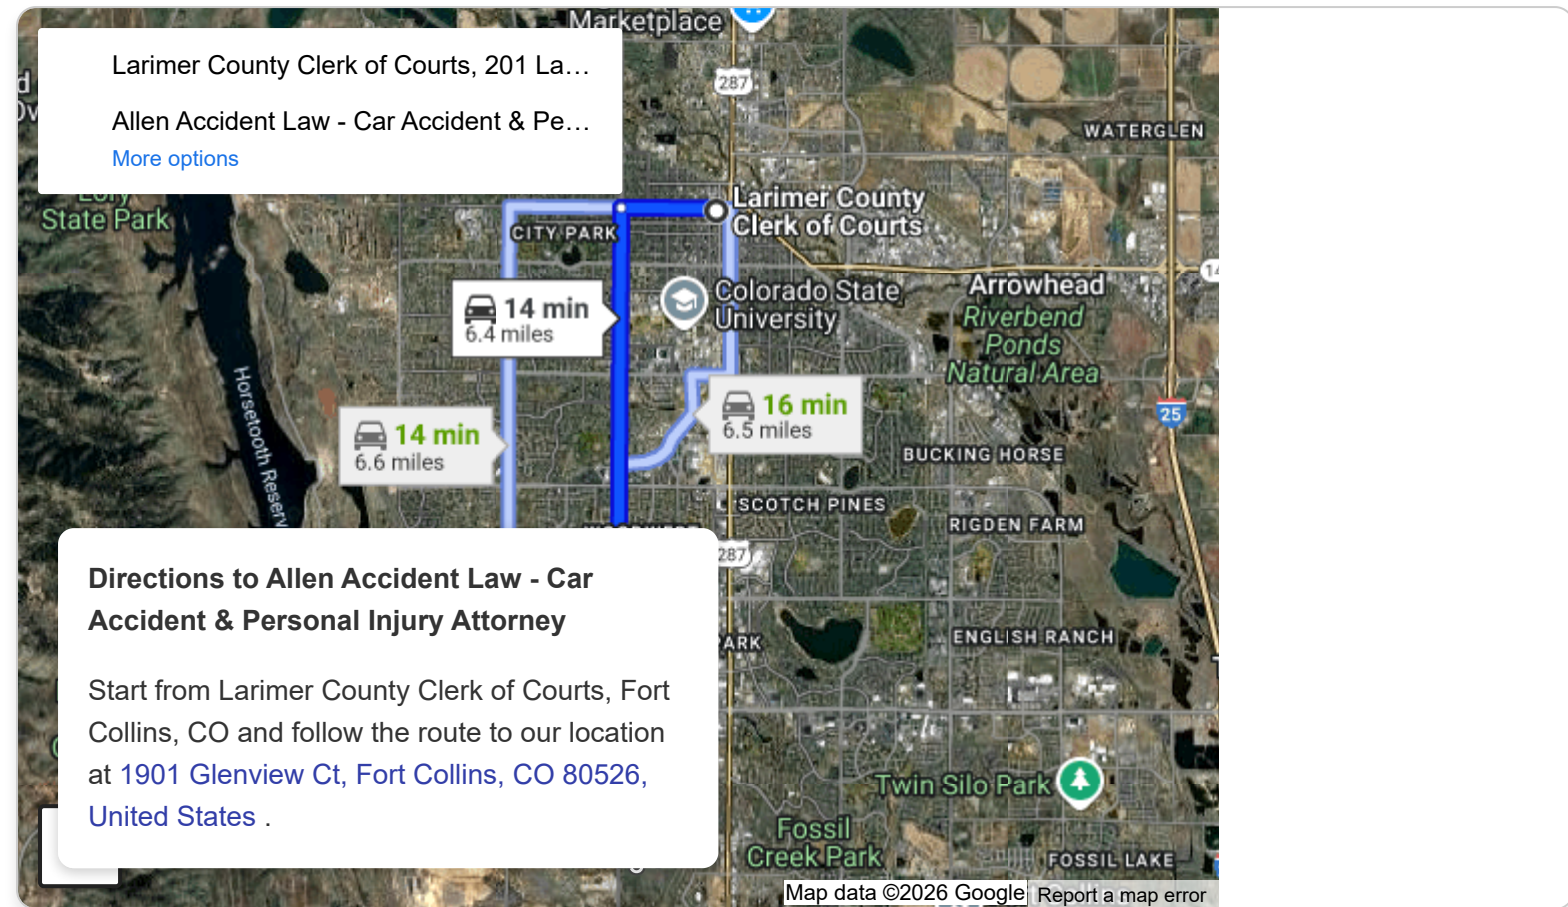 Marketplace
Larimer County Clerk of Courts, 201 La…
Allen Accident Law - Car Accident & Pe…
More options
287
WATERGLEN
State Park
Larimer County
Clerk of Courts
CITY PARK
14 min
6.4 miles
Colorado State
University
Arrowhead
Riverbend
Ponds
Natural Area
Horsetooth Reserv
14 min
6.6 miles
16 min
6.5 miles
25
BUCKING HORSE
SCOTCH PINES
RIGDEN FARM
287
Directions to Allen Accident Law - Car
Accident & Personal Injury Attorney
ENGLISH RANCH
Start from Larimer County Clerk of Courts, Fort
Collins, CO and follow the route to our location
at 1901 Glenview Ct, Fort Collins, CO 80526,
United States .
Twin Silo Park
Fossil
Creek Park
FOSSIL LAKE
Map data ©2026 Google
Report a map error